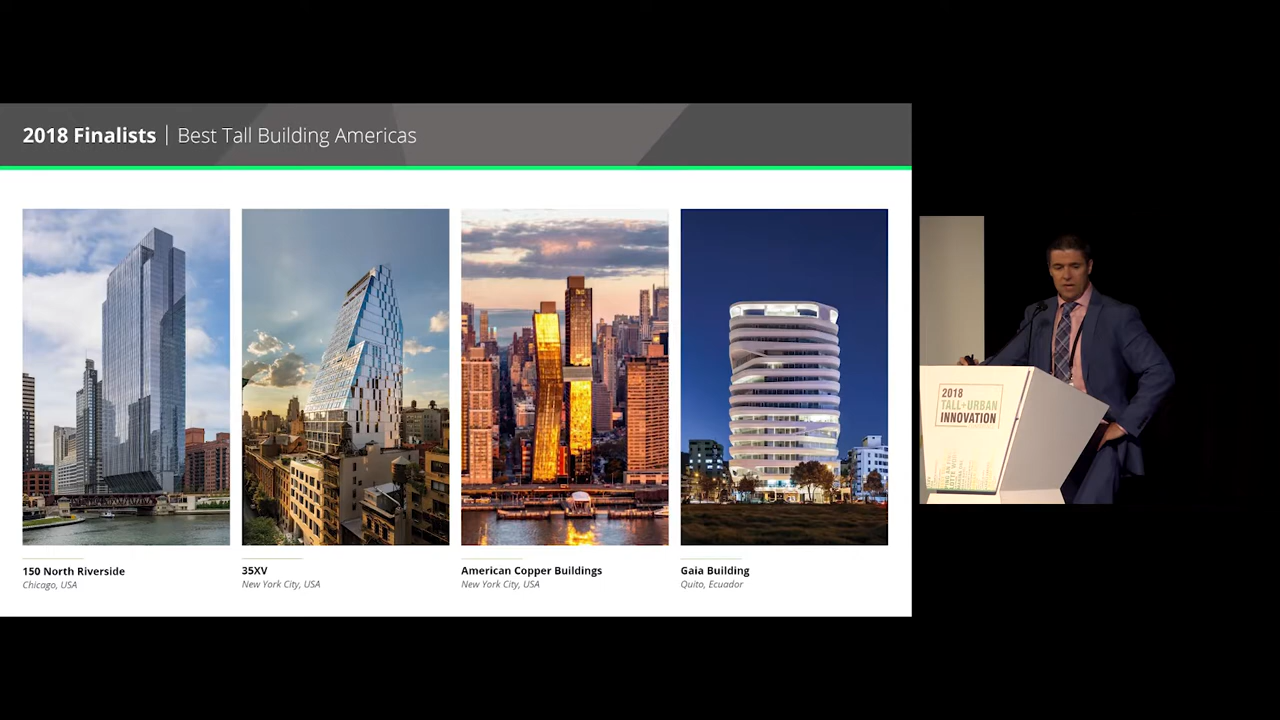 2018 Finalists | Best Tall Building Americas
150 North Riverside
Chicago, USA
35XV
New York City, USA
American Copper Buildings
New York City, USA
Gaia Building
Quito, Ecuador
2018
TALL+URBAN
INNOVATION